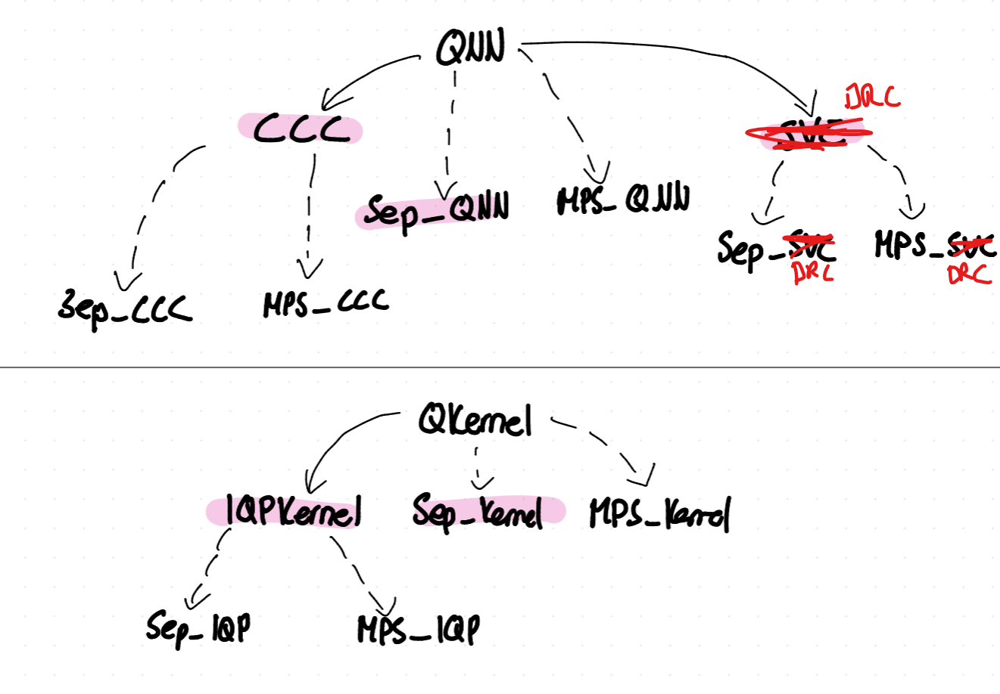 QNN
DRC
CCC
SVC
Sep_QNN
MPS_QNN
Sep_SVC
DRC
MPS_SVC
DRC
Sep_CCC
MPS_CCC
QKernel
IQPKernel
Sep_Kernel
MPS_Kernel
Sep_IQP
MPS_IQP